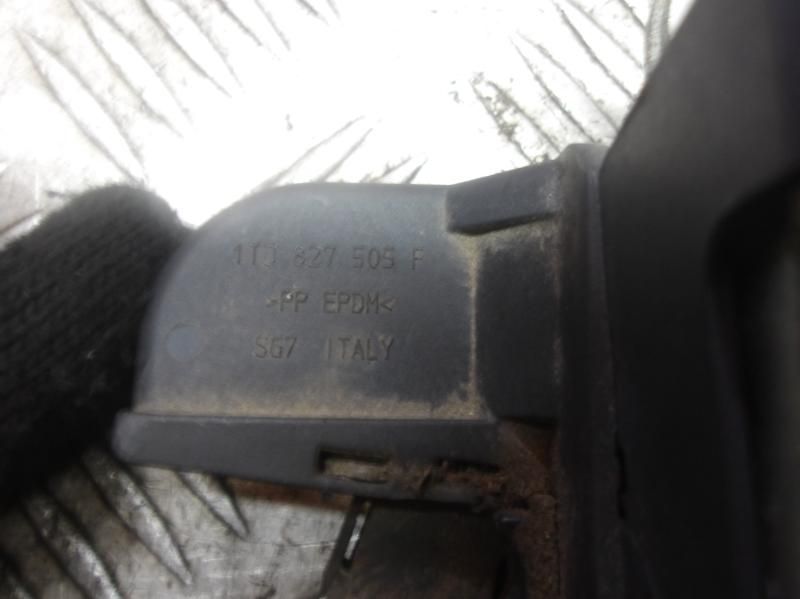 1T0 827 505 F
>PP EPDM<
SG7 ITALY